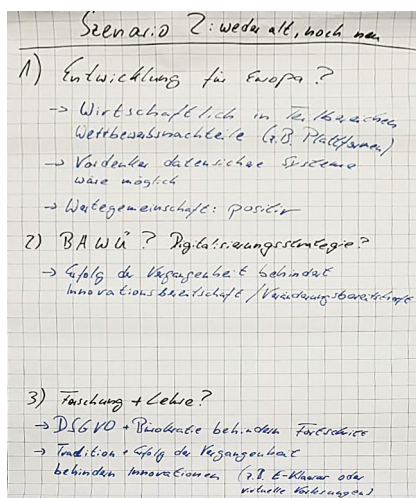 Szenario 2: weder alt, noch neu
1) Entwicklung für Europa?
-> Wirtschaftlich in Teilbereichen
Wettbewerbsnachteile (z.B. Plattformen)
-> Vordenker datensichere Systeme
wäre möglich
-> Wertegemeinschaft: positiv
2) BAWÜ? Digitalisierungsstrategie?
-> Erfolg der Vergangenheit behindert
Innovationsbereitschaft / Veränderungsbereitschaft
3) Forschung + Lehre?
-> DSGVO + Bürokratie behindern Fortschritt
-> Tradition + Erfolg der Vergangenheit
behindern Innovationen (z.B. E-Klausur oder
virtuelle Vorlesungen)